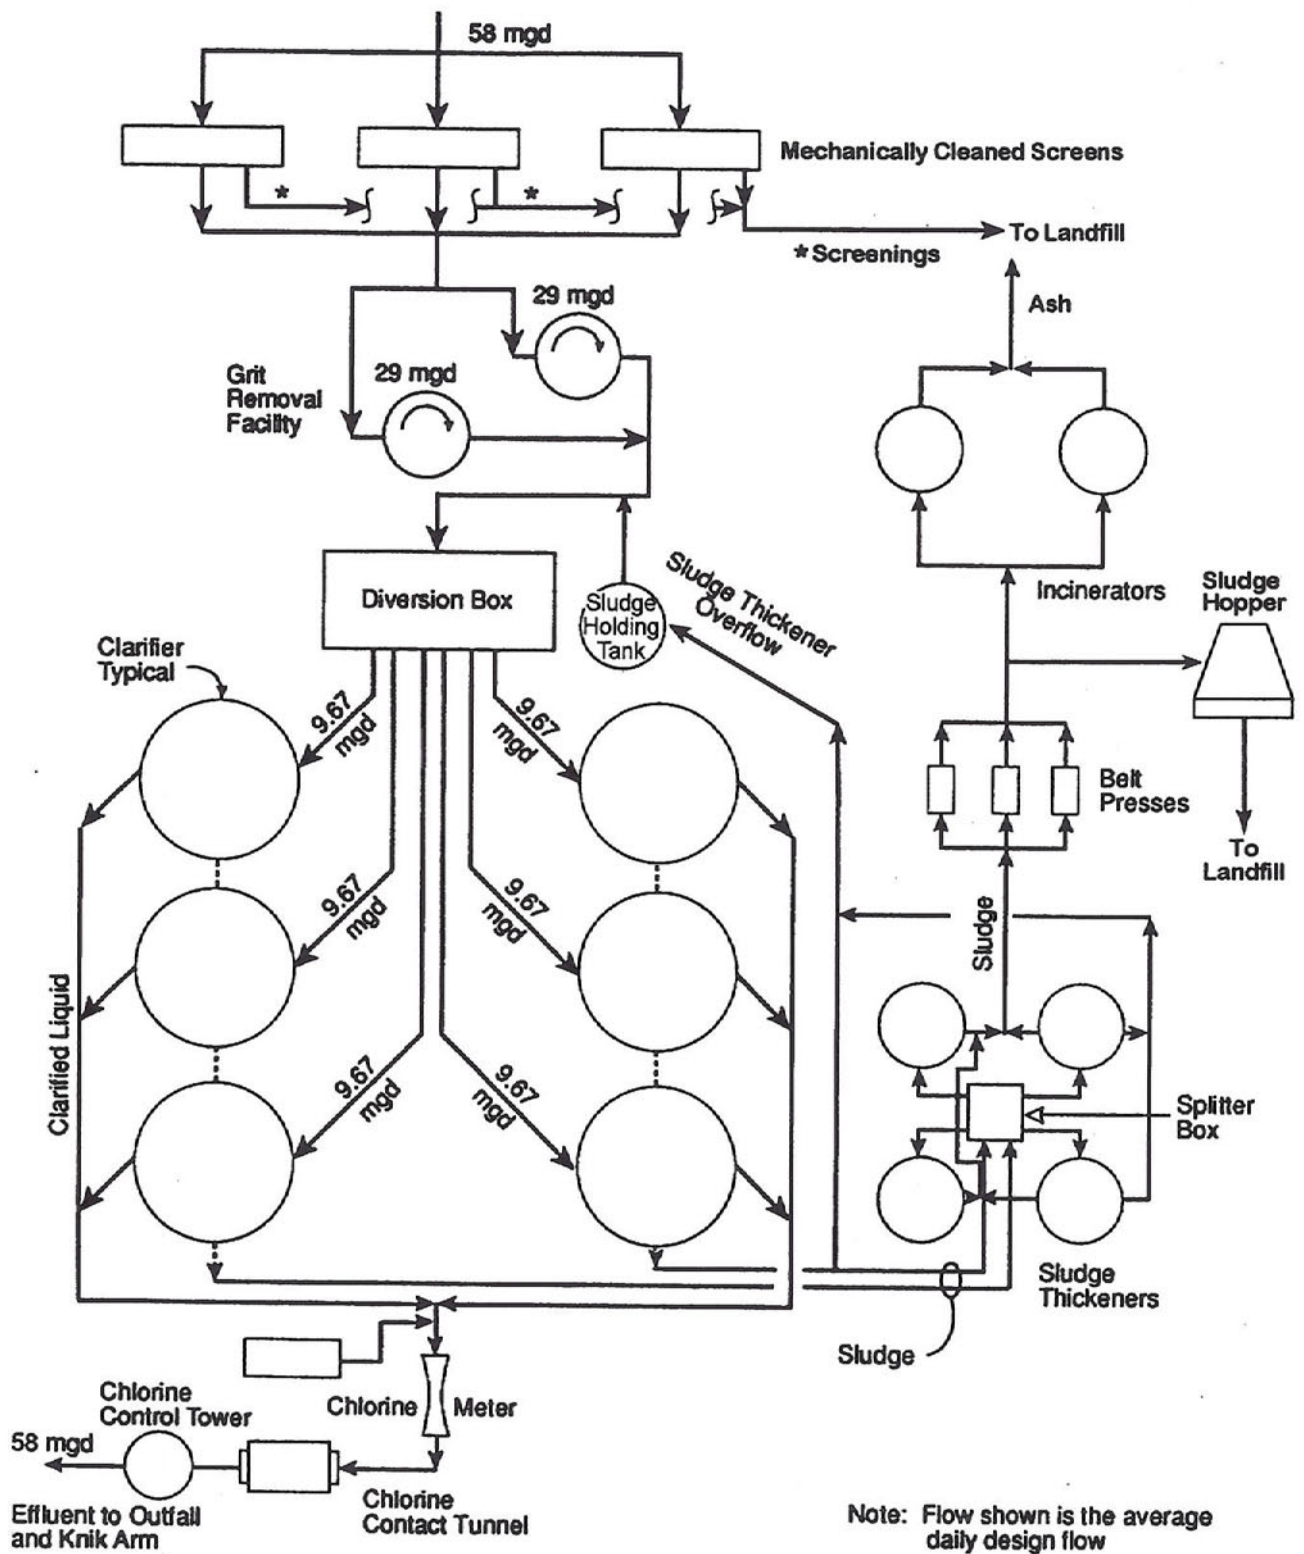 58 mgd
Mechanically Cleaned Screens
*
*
To Landfill
* Screenings
Ash
29 mgd
29 mgd
Grit
Removal
Facility
Incinerators
Sludge
Hopper
Sludge Thickener
Overflow
Diversion Box
Sludge
Holding
Tank
Clarifier
Typical
9.67
mgd
9.67
mgd
Belt
Presses
To
Landfill
9.67
mgd
9.67
mgd
Sludge
Clarified Liquid
9.67
mgd
9.67
mgd
Splitter
Box
Sludge
Thickeners
Sludge
Chlorine
Meter
Chlorine
Control Tower
58 mgd
Chlorine
Contact Tunnel
Effluent to Outfall
and Knik Arm
Note: Flow shown is the average
daily design flow